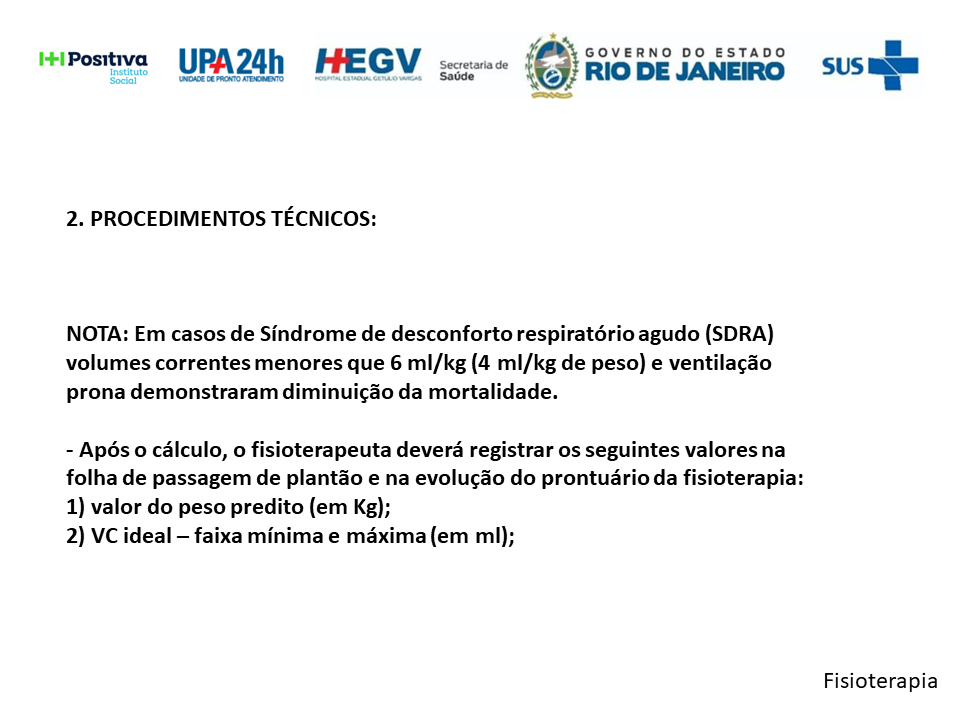 Positiva
Instituto
Social
UPA 24h
UNIDADE DE PRONTO ATENDIMENTO
HEGV
HOSPITAL ESTADUAL GETÚLIO VARGAS
Secretaria de
Saúde
GOVERNO DO ESTADO
RIO DE JANEIRO
SUS
2. PROCEDIMENTOS TÉCNICOS:
NOTA: Em casos de Síndrome de desconforto respiratório agudo (SDRA)
volumes correntes menores que 6 ml/kg (4 ml/kg de peso) e ventilação
prona demonstraram diminuição da mortalidade.
- Após o cálculo, o fisioterapeuta deverá registrar os seguintes valores na
folha de passagem de plantão e na evolução do prontuário da fisioterapia:
1) valor do peso predito (em Kg);
2) VC ideal – faixa mínima e máxima (em ml);
Fisioterapia